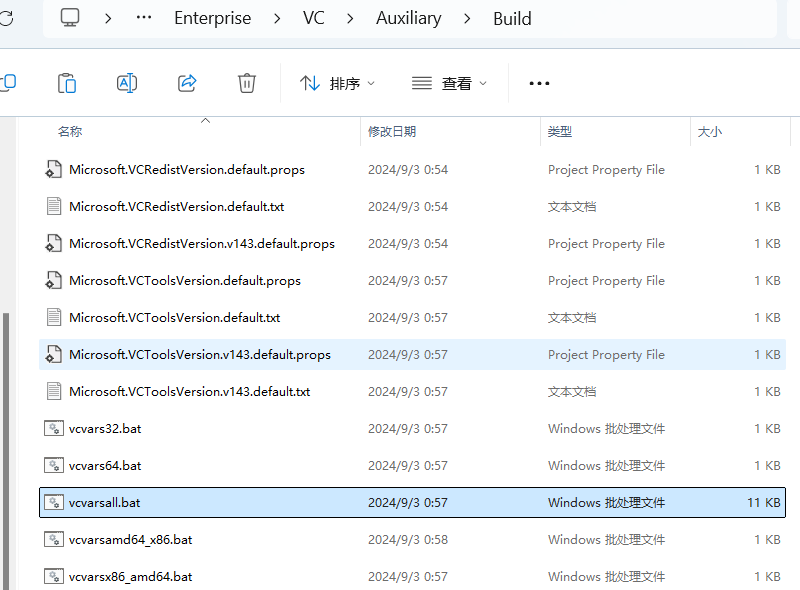 ··· Enterprise > VC > Auxiliary > Build
排序 查看 ···
名称 修改日期 类型 大小
Microsoft.VCRedistVersion.default.props 2024/9/3 0:54 Project Property File 1 KB
Microsoft.VCRedistVersion.default.txt 2024/9/3 0:54 文本文档 1 KB
Microsoft.VCRedistVersion.v143.default.props 2024/9/3 0:54 Project Property File 1 KB
Microsoft.VCToolsVersion.default.props 2024/9/3 0:57 Project Property File 1 KB
Microsoft.VCToolsVersion.default.txt 2024/9/3 0:57 文本文档 1 KB
Microsoft.VCToolsVersion.v143.default.props 2024/9/3 0:57 Project Property File 1 KB
Microsoft.VCToolsVersion.v143.default.txt 2024/9/3 0:57 文本文档 1 KB
vcvars32.bat 2024/9/3 0:57 Windows 批处理文件 1 KB
vcvars64.bat 2024/9/3 0:57 Windows 批处理文件 1 KB
vcvarsall.bat 2024/9/3 0:57 Windows 批处理文件 11 KB
vcvarsamd64_x86.bat 2024/9/3 0:58 Windows 批处理文件 1 KB
vcvarsx86_amd64.bat 2024/9/3 0:57 Windows 批处理文件 1 KB